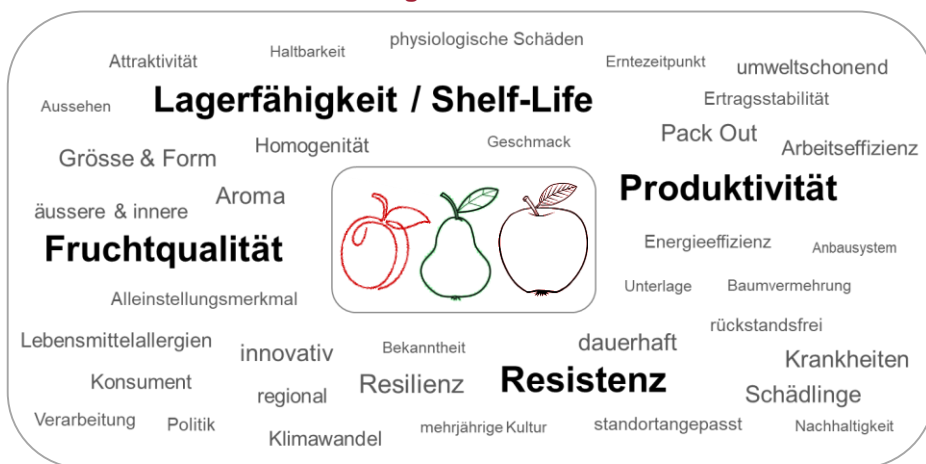 physiologische Schäden
Attraktivität
Haltbarkeit
Erntezeitpunkt
umweltschonend
Aussehen
Lagerfähigkeit / Shelf-Life
Ertragsstabilität
Grösse & Form
Homogenität
Geschmack
Pack Out
Arbeitseffizienz
Aroma
Produktivität
äussere & innere
Fruchtqualität
Energieeffizienz
Anbausystem
Alleinstellungsmerkmal
Unterlage
Baumvermehrung
Lebensmittelallergien
innovativ
Bekanntheit
dauerhaft
rückstandsfrei
Krankheiten
Konsument
regional
Resilienz
Resistenz
Schädlinge
Verarbeitung
Politik
Klimawandel
mehrjährige Kultur
standortangepasst
Nachhaltigkeit